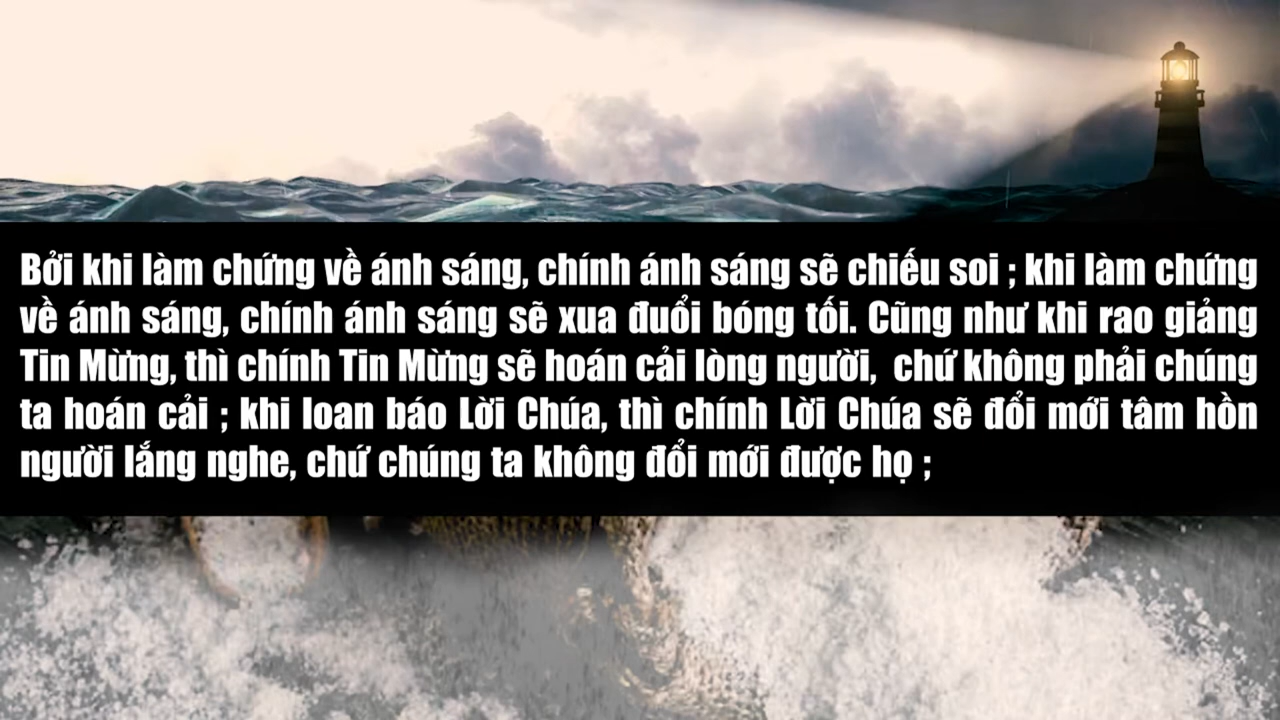 Bởi khi làm chứng về ánh sáng, chính ánh sáng sẽ chiếu soi ; khi làm chứng
về ánh sáng, chính ánh sáng sẽ xua đuổi bóng tối. Cũng như khi rao giảng
Tin Mừng, thì chính Tin Mừng sẽ hoán cải lòng người,  chứ không phải chúng
ta hoán cải ; khi loan báo Lời Chúa, thì chính Lời Chúa sẽ đổi mới tâm hồn
người lắng nghe, chứ chúng ta không đổi mới được họ ;